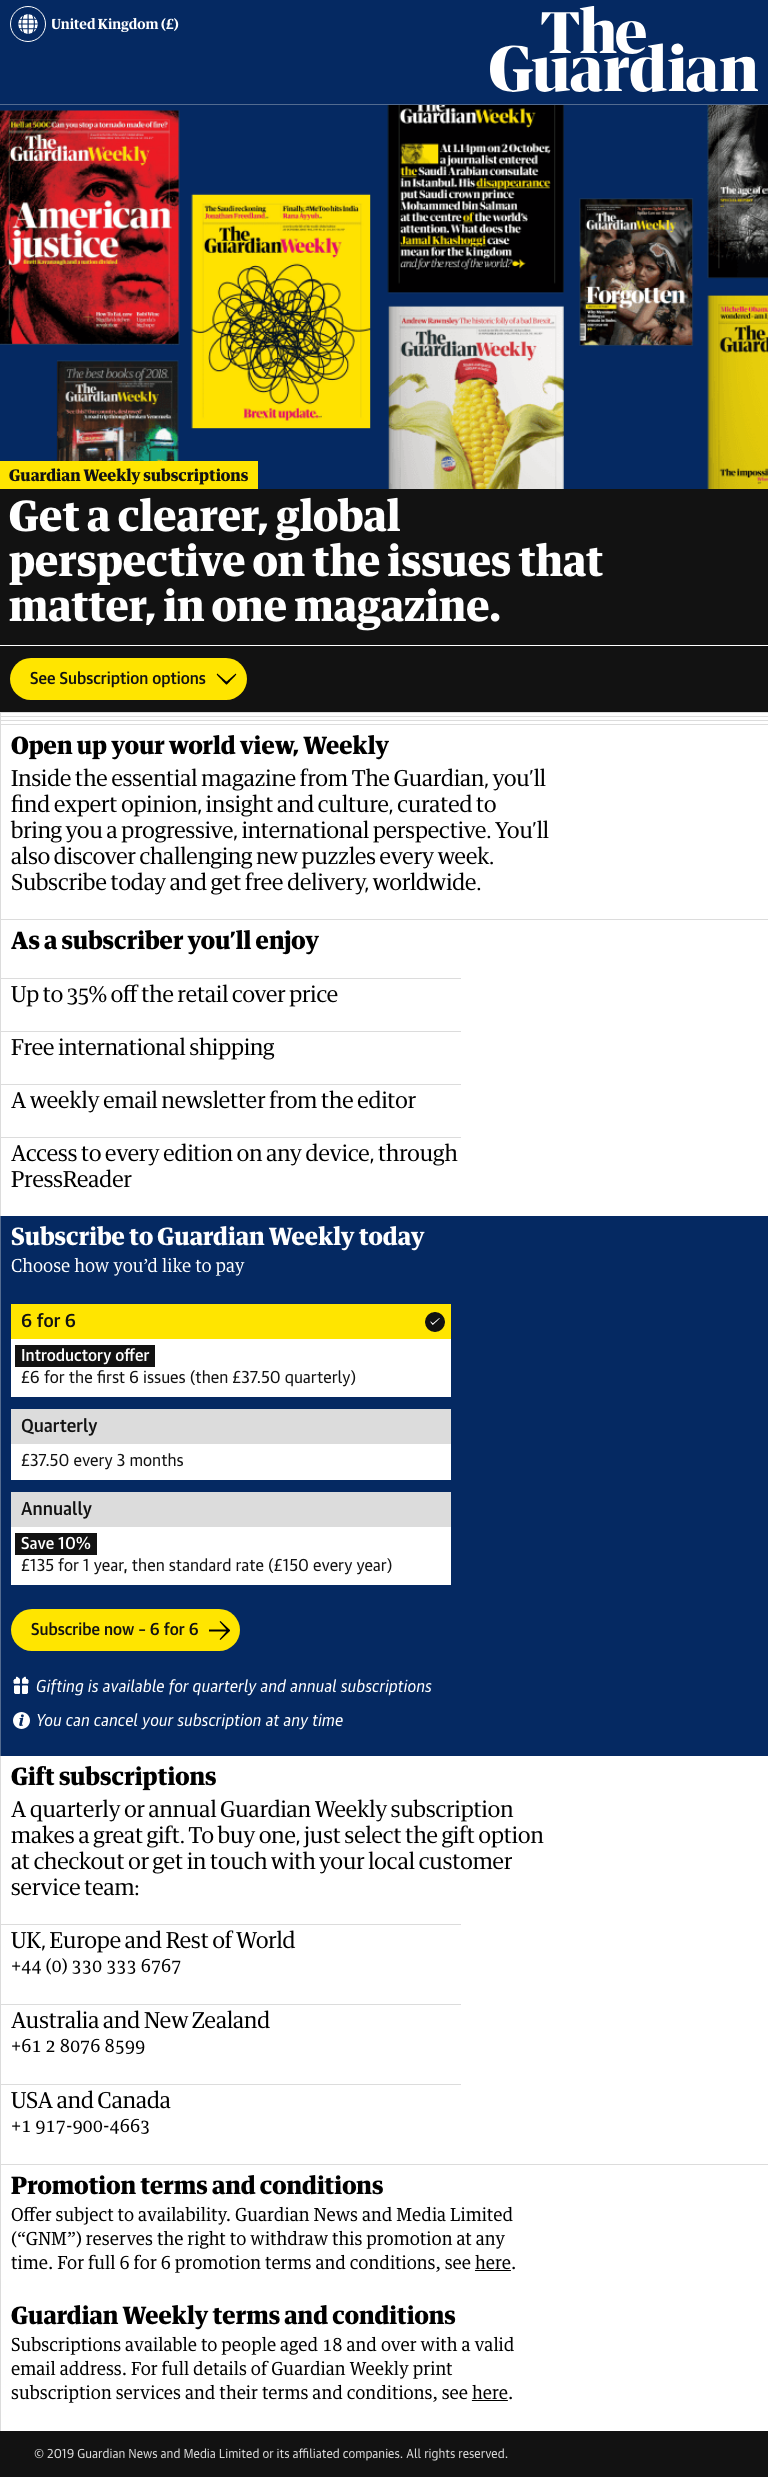 United Kingdom (£)
The
Guardian
Hell at 500C Can you stop a tornado made of fire?
The
GuardianWeekly
American
justice
Brett Kavanaugh and a nation divided
The Saudi reckoning
Jonathan Freedland..
Finally, #MeToo hits India
Rana Ayyub..
The
GuardianWeekly
Brexit update..
The best books of 2018.
The
GuardianWeekly
A road trip through broken Venezuela
The
GuardianWeekly
At 1.14pm on 2 October,
a journalist entered
the Saudi Arabian consulate
in Istanbul. His disappearance
put Saudi crown prince
Mohammed bin Salman
at the centre of the world's
attention. What does the
Jamal Khashoggi case
mean for the kingdom
and for the rest of the world?
Andrew Rawnsley The historic folly of a bad Brexit..
The
GuardianWeekly
The
GuardianWeekly
Forgotten
The age of e
Michelle Obama
wondered - am I
The
Guard
The impossi
Guardian Weekly subscriptions
Get a clearer, global
perspective on the issues that
matter, in one magazine.
See Subscription options
Open up your world view, Weekly
Inside the essential magazine from The Guardian, you’ll
find expert opinion, insight and culture, curated to
bring you a progressive, international perspective. You’ll
also discover challenging new puzzles every week.
Subscribe today and get free delivery, worldwide.
As a subscriber you’ll enjoy
Up to 35% off the retail cover price
Free international shipping
A weekly email newsletter from the editor
Access to every edition on any device, through
PressReader
Subscribe to Guardian Weekly today
Choose how you’d like to pay
6 for 6
Introductory offer
£6 for the first 6 issues (then £37.50 quarterly)
Quarterly
£37.50 every 3 months
Annually
Save 10%
£135 for 1 year, then standard rate (£150 every year)
Subscribe now – 6 for 6
Gifting is available for quarterly and annual subscriptions
You can cancel your subscription at any time
Gift subscriptions
A quarterly or annual Guardian Weekly subscription
makes a great gift. To buy one, just select the gift option
at checkout or get in touch with your local customer
service team:
UK, Europe and Rest of World
+44 (0) 330 333 6767
Australia and New Zealand
+61 2 8076 8599
USA and Canada
+1 917-900-4663
Promotion terms and conditions
Offer subject to availability. Guardian News and Media Limited
(“GNM”) reserves the right to withdraw this promotion at any
time. For full 6 for 6 promotion terms and conditions, see here.
Guardian Weekly terms and conditions
Subscriptions available to people aged 18 and over with a valid
email address. For full details of Guardian Weekly print
subscription services and their terms and conditions, see here.
© 2019 Guardian News and Media Limited or its affiliated companies. All rights reserved.